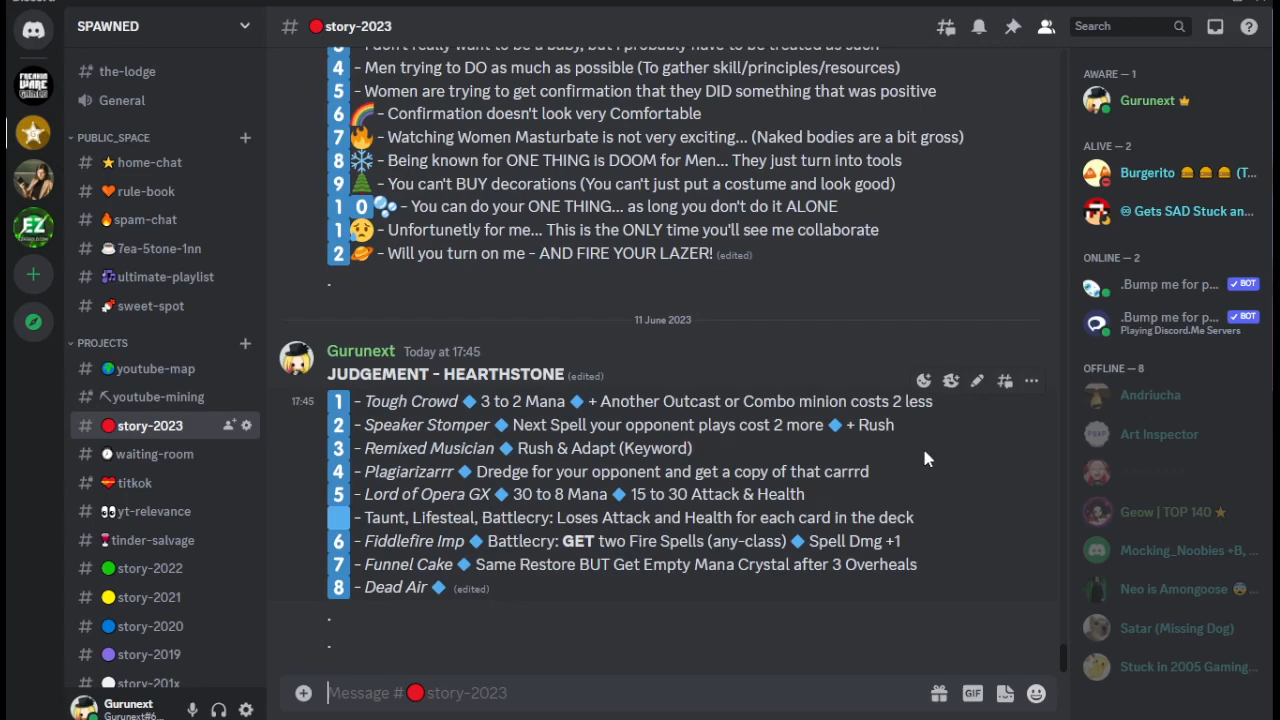 SPAWNED
the-lodge
General
PUBLIC_SPACE
home-chat
rule-book
spam-chat
7ea-5tone-1nn
ultimate-playlist
sweet-spot
PROJECTS
youtube-map
youtube-mining
story-2023
waiting-room
titkok
yt-relevance
tinder-salvage
story-2022
story-2021
story-2020
story-2019
story-201x
Gurunext
Gurunext#6...
story-2023
Search
4 - Men trying to DO as much as possible (To gather skill/principles/resources)
5 - Women are trying to get confirmation that they DID something that was positive
6 🌈 - Confirmation doesn't look very Comfortable
7 🔥 - Watching Women Masturbate is not very exciting... (Naked bodies are a bit gross)
8 ❄️ - Being known for ONE THING is DOOM for Men... They just turn into tools
9 🌲 - You can't BUY decorations (You can't just put a costume and look good)
1 0 🫧 - You can do your ONE THING... as long you don't do it ALONE
1 😥 - Unfortunetly for me... This is the ONLY time you'll see me collaborate
2 🪐 - Will you turn on me - AND FIRE YOUR LAZER! (edited)
.
11 June 2023
Gurunext Today at 17:45
JUDGEMENT - HEARTHSTONE (edited)
17:45 1 - Tough Crowd 🔷 3 to 2 Mana 🔷 + Another Outcast or Combo minion costs 2 less
2 - Speaker Stomper 🔷 Next Spell your opponent plays cost 2 more 🔷 + Rush
3 - Remixed Musician 🔷 Rush & Adapt (Keyword)
4 - Plagiarizarrr 🔷 Dredge for your opponent and get a copy of that carrrd
5 - Lord of Opera GX 🔷 30 to 8 Mana 🔷 15 to 30 Attack & Health
- Taunt, Lifesteal, Battlecry: Loses Attack and Health for each card in the deck
6 - Fiddlefire Imp 🔷 Battlecry: GET two Fire Spells (any-class) 🔷 Spell Dmg +1
7 - Funnel Cake 🔷 Same Restore BUT Get Empty Mana Crystal after 3 Overheals
8 - Dead Air 🔷 (edited)
.
.
Message #🔴story-2023
GIF
AWARE — 1
Gurunext
ALIVE — 2
Burgerito 🍔 🍔 🍔 (T...
Gets SAD Stuck an...
ONLINE — 2
.Bump me for p... BOT
.Bump me for p... BOT
Playing Discord.Me Servers
OFFLINE — 8
Andriucha
Art Inspector
Geow | TOP 140 ⭐
Mocking_Noobies +B, ...
Neo is Amongoose 😨 ...
Satar (Missing Dog)
Stuck in 2005 Gaming...